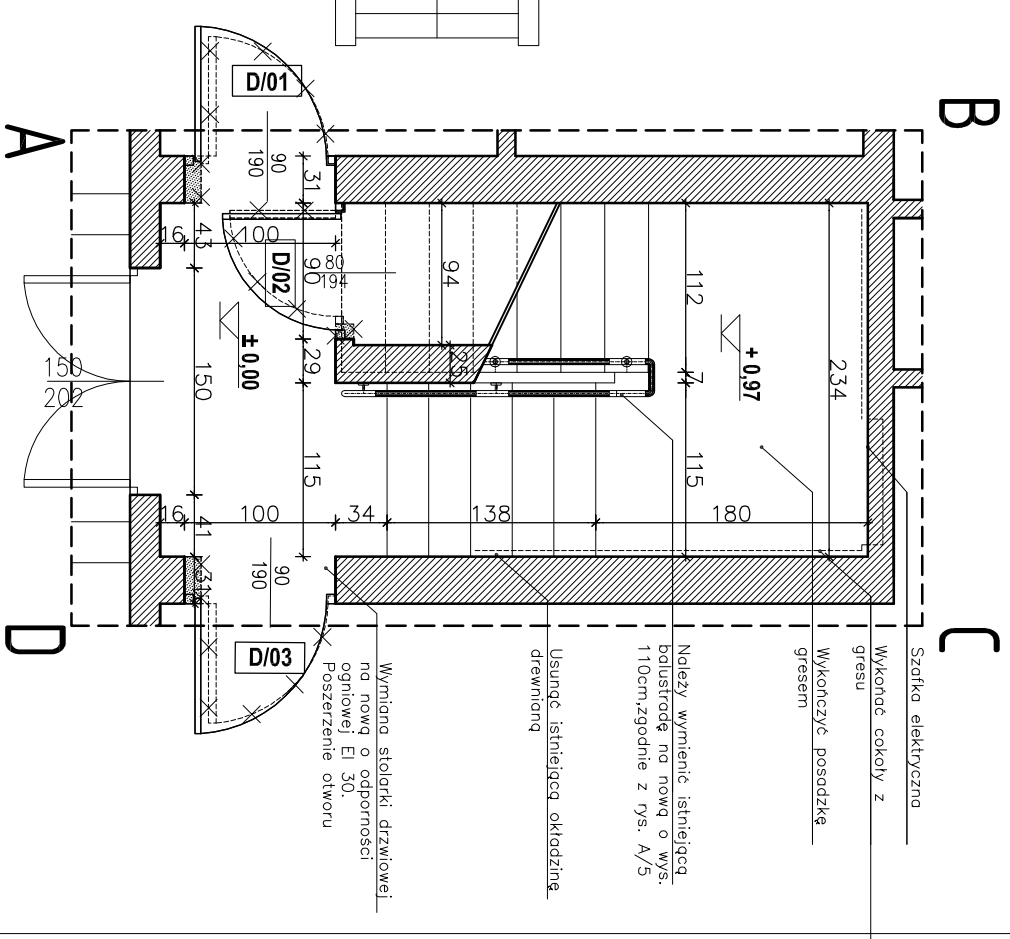 B
A
C
D
D/01
D/02
D/03
90
190
31
16
43
100
90
80
194
94
112
234
+ 0,97
± 0,00
150
202
150
29
25
7
115
115
16
41
100
34
138
180
31
90
190
Szafka elektryczna
Wykonać cokoły z
gresu
Wykończyć posadzkę
gresem
Należy wymienić istniejącą
balustradę na nową o wys.
110cm,zgodnie z rys. A/5
Usunąć istniejącą okładzinę
drewnianą
Wymiana stolarki drzwiowej
na nową o odporności
ogniowej EI 30.
Poszerzenie otworu